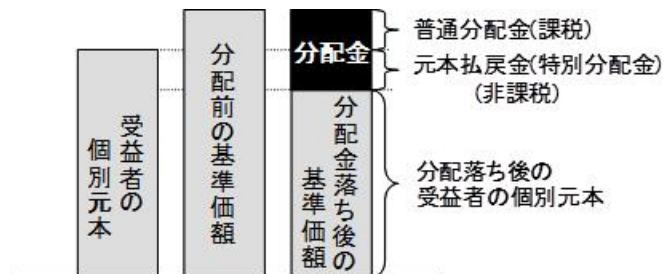 受益者の
個別元本
分配前の基準価額
分配金
分配金落ち後の
基準価額
普通分配金(課税)
元本払戻金(特別分配金)
(非課税)
分配落ち後の
受益者の個別元本